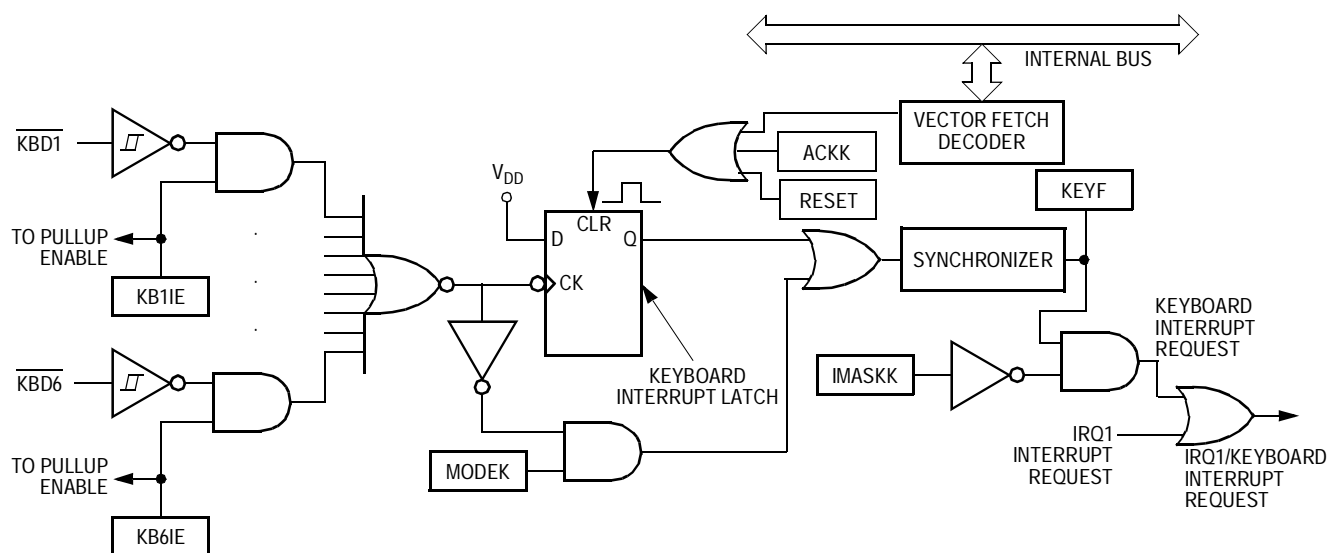 INTERNAL BUS
VECTOR FETCH
DECODER
KBD1
ACKK
VDD
RESET
KEYF
CLR
D
Q
TO PULLUP
ENABLE
SYNCHRONIZER
KB1IE
CK
KEYBOARD
INTERRUPT
REQUEST
KBD6
KEYBOARD
INTERRUPT LATCH
IMASKK
TO PULLUP
ENABLE
MODEK
IRQ1
INTERRUPT
REQUEST
IRQ1/KEYBOARD
INTERRUPT
REQUEST
KB6IE